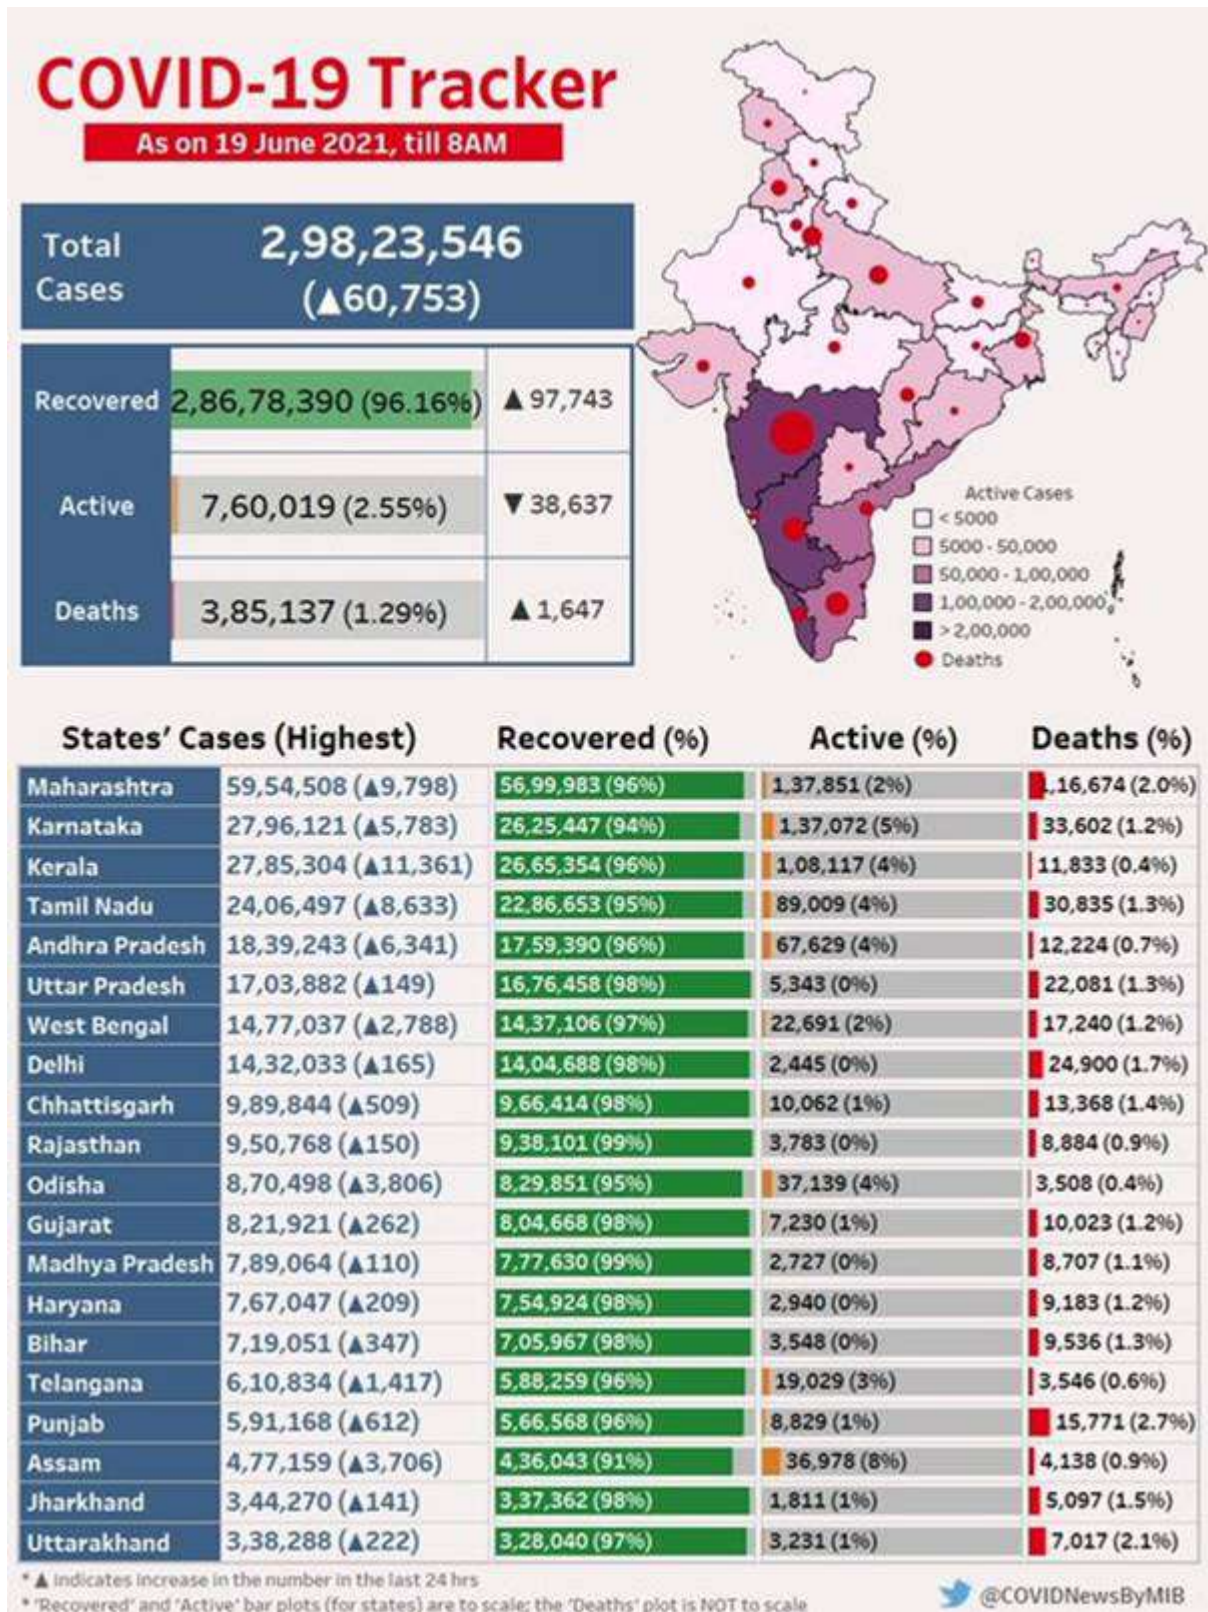 COVID-19 Tracker
As on 19 June 2021, till 8AM
Total Cases
2,98,23,546
(▲60,753)
Recovered 2,86,78,390 (96.16%) ▲ 97,743
Active 7,60,019 (2.55%) ▼ 38,637
Deaths 3,85,137 (1.29%) ▲ 1,647
Active Cases
< 5000
5000 - 50,000
50,000 - 1,00,000
1,00,000 - 2,00,000
> 2,00,000
Deaths
States' Cases (Highest) Recovered (%) Active (%) Deaths (%)
Maharashtra 59,54,508 (▲9,798) 56,99,983 (96%) 1,37,851 (2%) 1,16,674 (2.0%)
Karnataka 27,96,121 (▲5,783) 26,25,447 (94%) 1,37,072 (5%) 33,602 (1.2%)
Kerala 27,85,304 (▲11,361) 26,65,354 (96%) 1,08,117 (4%) 11,833 (0.4%)
Tamil Nadu 24,06,497 (▲8,633) 22,86,653 (95%) 89,009 (4%) 30,835 (1.3%)
Andhra Pradesh 18,39,243 (▲6,341) 17,59,390 (96%) 67,629 (4%) 12,224 (0.7%)
Uttar Pradesh 17,03,882 (▲149) 16,76,458 (98%) 5,343 (0%) 22,081 (1.3%)
West Bengal 14,77,037 (▲2,788) 14,37,106 (97%) 22,691 (2%) 17,240 (1.2%)
Delhi 14,32,033 (▲165) 14,04,688 (98%) 2,445 (0%) 24,900 (1.7%)
Chhattisgarh 9,89,844 (▲509) 9,66,414 (98%) 10,062 (1%) 13,368 (1.4%)
Rajasthan 9,50,768 (▲150) 9,38,101 (99%) 3,783 (0%) 8,884 (0.9%)
Odisha 8,70,498 (▲3,806) 8,29,851 (95%) 37,139 (4%) 3,508 (0.4%)
Gujarat 8,21,921 (▲262) 8,04,668 (98%) 7,230 (1%) 10,023 (1.2%)
Madhya Pradesh 7,89,064 (▲110) 7,77,630 (99%) 2,727 (0%) 8,707 (1.1%)
Haryana 7,67,047 (▲209) 7,54,924 (98%) 2,940 (0%) 9,183 (1.2%)
Bihar 7,19,051 (▲347) 7,05,967 (98%) 3,548 (0%) 9,536 (1.3%)
Telangana 6,10,834 (▲1,417) 5,88,259 (96%) 19,029 (3%) 3,546 (0.6%)
Punjab 5,91,168 (▲612) 5,66,568 (96%) 8,829 (1%) 15,771 (2.7%)
Assam 4,77,159 (▲3,706) 4,36,043 (91%) 36,978 (8%) 4,138 (0.9%)
Jharkhand 3,44,270 (▲141) 3,37,362 (98%) 1,811 (1%) 5,097 (1.5%)
Uttarakhand 3,38,288 (▲222) 3,28,040 (97%) 3,231 (1%) 7,017 (2.1%)
* ▲ indicates increase in the number in the last 24 hrs
* 'Recovered' and 'Active' bar plots (for states) are to scale; the 'Deaths' plot is NOT to scale
@COVIDNewsByMIB